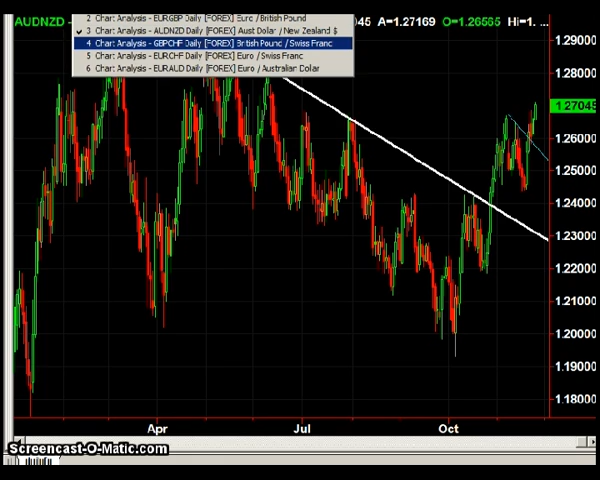 AUDNZD - 045 A=1.27169 O=1.26565 Hi=1. ...
2 Chart Analysis - EURGBP Daily [FOREX] Euro / British Pound
3 Chart Analysis - AUDNZD Daily [FOREX] Aust Dollar / New Zealand $
4 Chart Analysis - GBPCHF Daily [FOREX] British Pound / Swiss Franc
5 Chart Analysis - EURCHF Daily [FOREX] Euro / Swiss Franc
6 Chart Analysis - EURAUD Daily [FOREX] Euro / Australian Dollar
1.29000
1.28000
1.27045
1.26000
1.25000
1.24000
1.23000
1.22000
1.21000
1.20000
1.19000
1.18000
Apr Jul Oct
Screencast-O-Matic.com